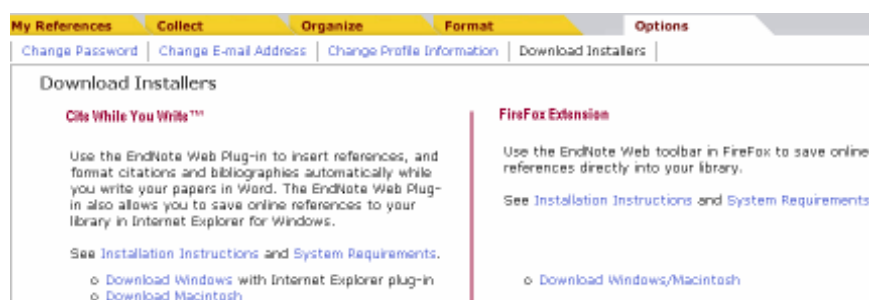 My References Collect Organize Format Options
Change Password Change E-mail Address Change Profile Information Download Installers
Download Installers
Cite While You Write™
Use the EndNote Web Plug-in to insert references, and
format citations and bibliographies automatically while
you write your papers in Word. The EndNote Web Plug-
in also allows you to save online references to your
library in Internet Explorer for Windows.
See Installation Instructions and System Requirements.
o Download Windows with Internet Explorer plug-in
o Download Macintosh
FireFox Extension
Use the EndNote Web toolbar in FireFox to save online
references directly into your library.
See Installation Instructions and System Requirements
o Download Windows/Macintosh